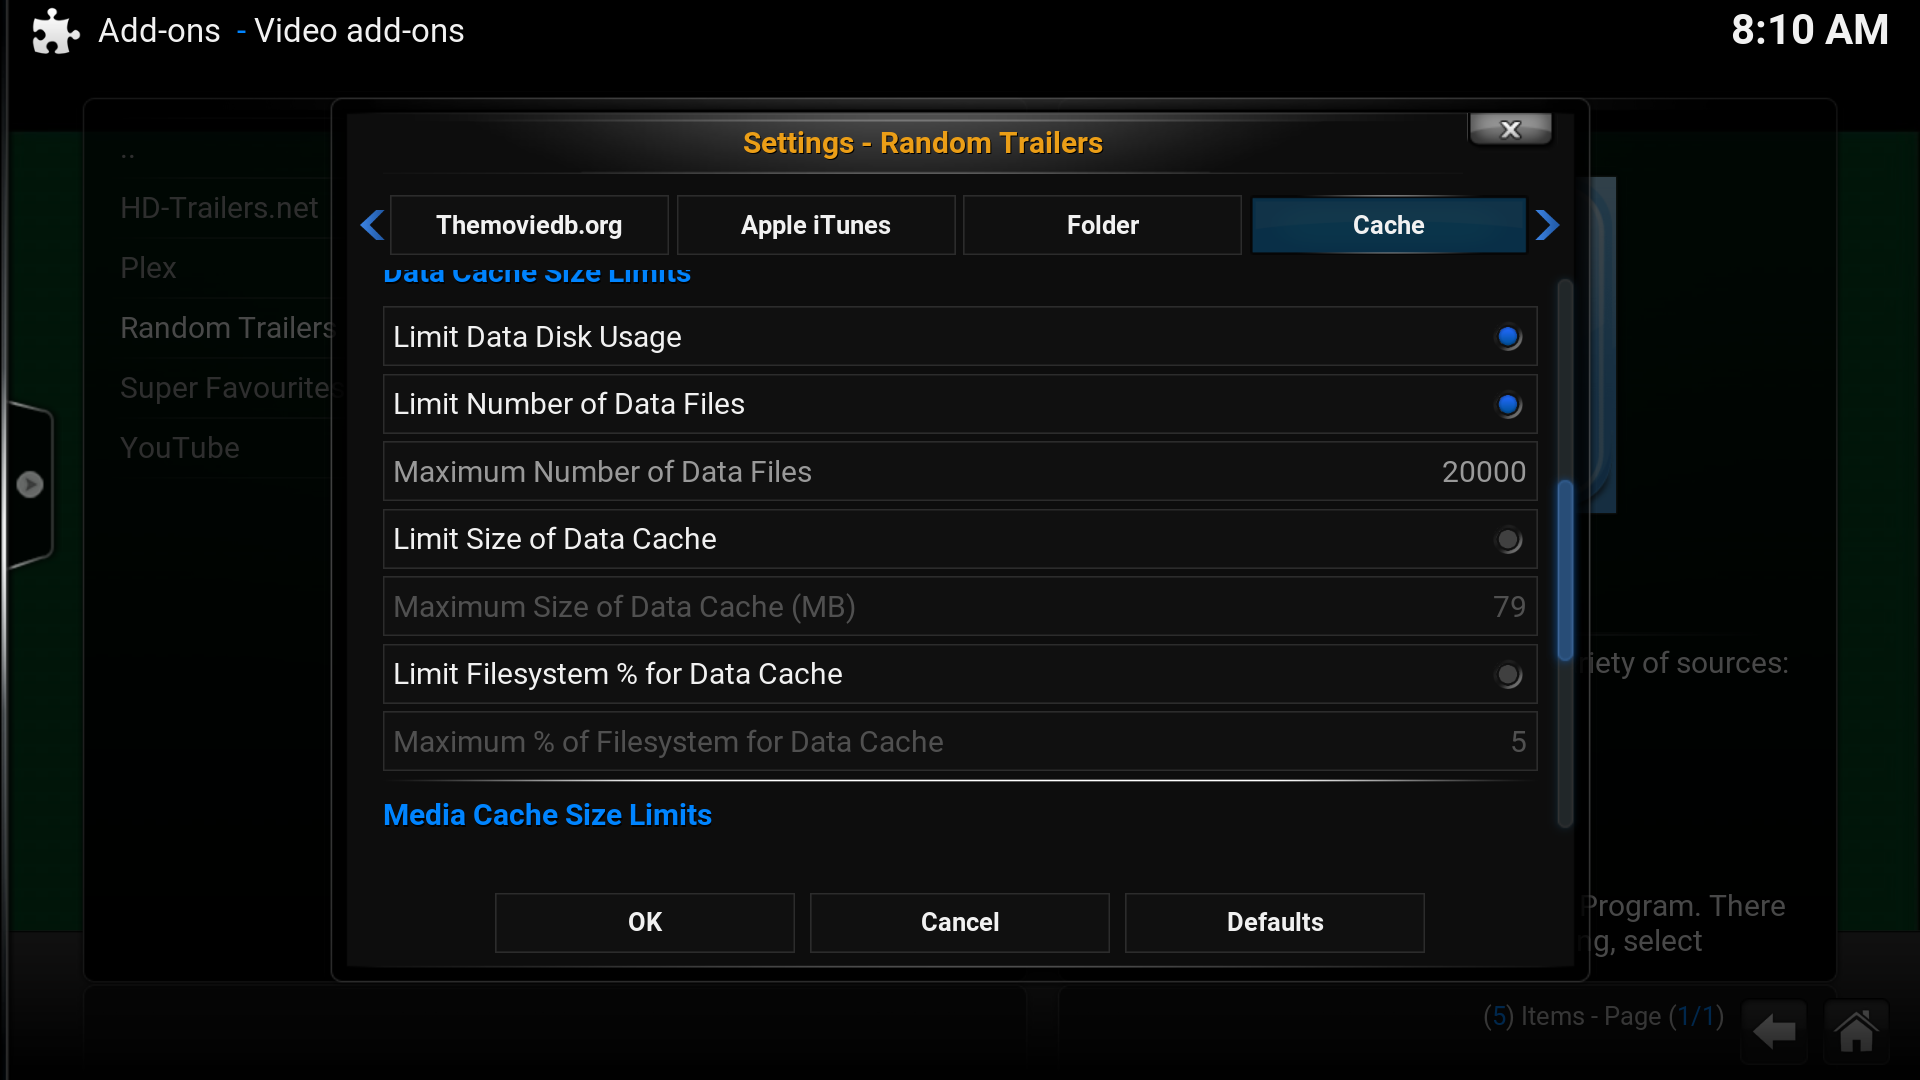 Add-ons - Video add-ons
8:10 AM
..
HD-Trailers.net
Plex
Random Trailers
Super Favourites
YouTube
Settings - Random Trailers
X
Themoviedb.org
Apple iTunes
Folder
Cache
Data Cache Size Limits
Limit Data Disk Usage
Limit Number of Data Files
Maximum Number of Data Files 20000
Limit Size of Data Cache
Maximum Size of Data Cache (MB) 79
Limit Filesystem % for Data Cache
Maximum % of Filesystem for Data Cache 5
Media Cache Size Limits
OK
Cancel
Defaults
of sources:
Program. There
select
(5) Items - Page (1/1)